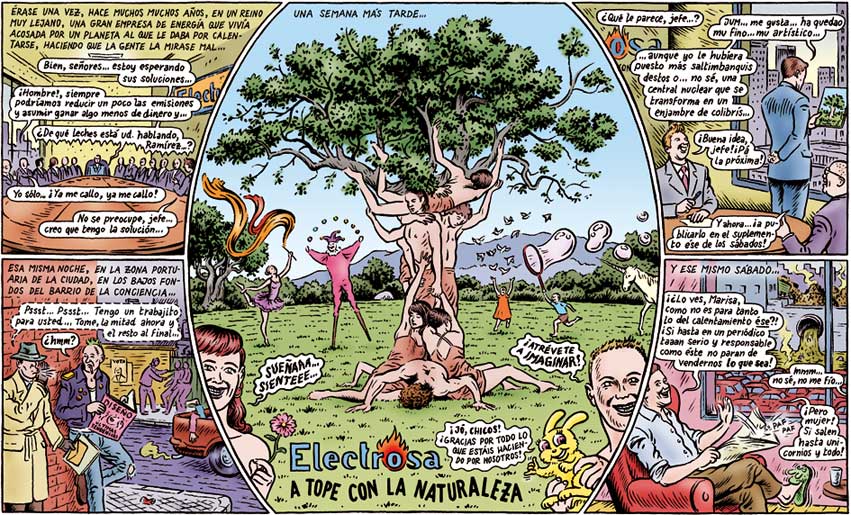 ÉRASE UNA VEZ, HACE MUCHOS MUCHOS AÑOS, EN UN REINO
MUY LEJANO, UNA GRAN EMPRESA DE ENERGÍA QUE VIVÍA
ACOSADA POR UN PLANETA AL QUE LE DABA POR CALEN-
TARSE, HACIENDO QUE LA GENTE LA MIRASE MAL...
Bien, señores... estoy esperando
sus soluciones...
¡Hombre!, siempre
podríamos reducir un poco las emisiones
y asumir ganar algo menos de dinero y...
¿De qué leches está ud. hablando,
Ramírez..?
Yo sólo... ¡Ya me callo, ya me callo!
No se preocupe, jefe...
creo que tengo la solución...
ESA MISMA NOCHE, EN LA ZONA PORTUA-
RIA DE LA CIUDAD, EN LOS BAJOS FON-
DOS DEL BARRIO DE LA CONCIENCIA...
Pssst... Pssst... Tengo un trabajito
para usted... Tome, la mitad ahora y
el resto al final...
¿hmm?
UNA SEMANA MÁS TARDE...
SUEÑAAA...
SIENTEEE...
¡ATRÉVETE
A IMAGINAR!
¡JÓ, CHICOS!
¡GRACIAS POR TODO LO
QUE ESTÁIS HACIEN-
DO POR NOSOTROS!
Electrosa
A TOPE CON LA NATURALEZA
¿Qué le parece, jefe..?
JVM... me gusta... ha quedao
mu fino... mu artístico...
...aunque yo le hubiera
puesto más saltimbanquis
destos o... no sé, una
central nuclear que se
transforma en un
enjambre de colibrís...
¡Buena idea,
jefe! ¡Pá
la próxima!
Y ahora... ¡a pu-
blicarlo en el suplemen-
to ése de los sábados!
Y ESE MISMO SÁBADO...
¡¿Lo ves, Marisa,
como no es para tanto
lo del calentamiento ése?!
¡Si hasta en un periódico
taaan serio y responsable
como éste no paran de
vendernos lo que sea!
Mmm...
no sé, no me fío...
PAF PAF
¡Pero
mujer!
¡Si salen
hasta uni-
cornios y todo!